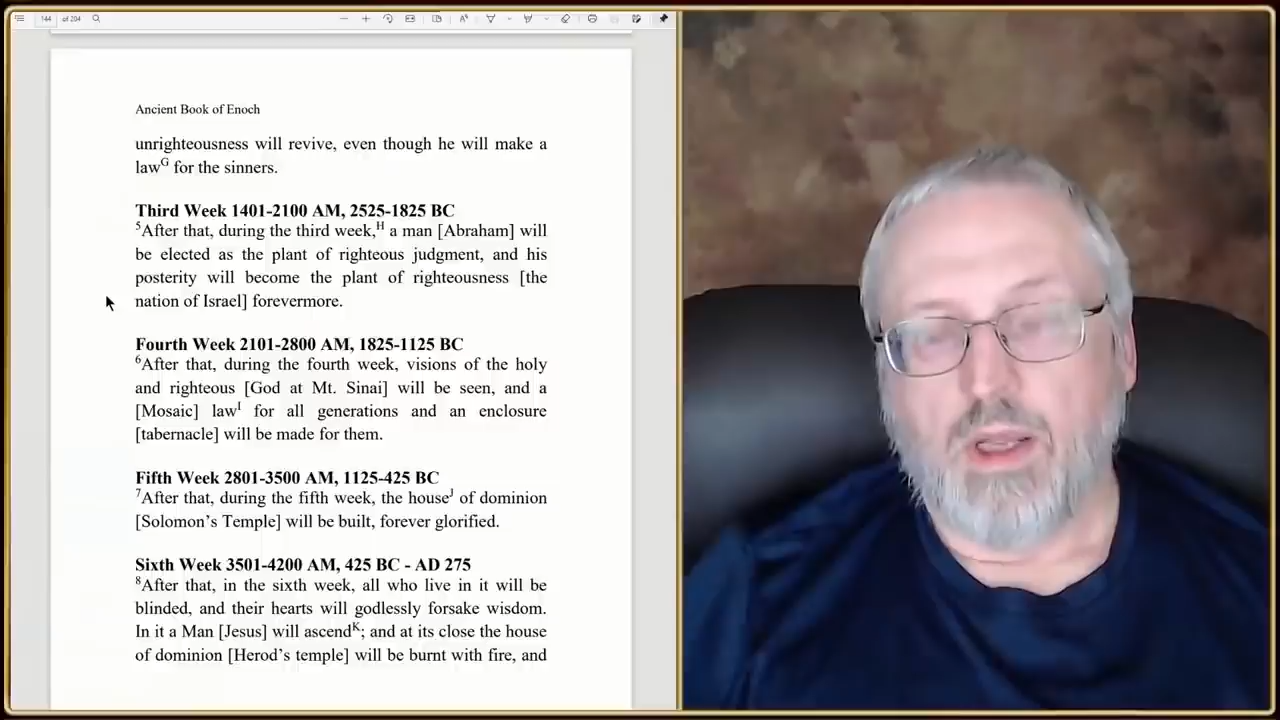 144 of 204
Ancient Book of Enoch
unrighteousness will revive, even though he will make a
lawG for the sinners.
Third Week 1401-2100 AM, 2525-1825 BC
5After that, during the third week,H a man [Abraham] will
be elected as the plant of righteous judgment, and his
posterity will become the plant of righteousness [the
nation of Israel] forevermore.
Fourth Week 2101-2800 AM, 1825-1125 BC
6After that, during the fourth week, visions of the holy
and righteous [God at Mt. Sinai] will be seen, and a
[Mosaic] lawI for all generations and an enclosure
[tabernacle] will be made for them.
Fifth Week 2801-3500 AM, 1125-425 BC
7After that, during the fifth week, the houseJ of dominion
[Solomon’s Temple] will be built, forever glorified.
Sixth Week 3501-4200 AM, 425 BC - AD 275
8After that, in the sixth week, all who live in it will be
blinded, and their hearts will godlessly forsake wisdom.
In it a Man [Jesus] will ascendK; and at its close the house
of dominion [Herod’s temple] will be burnt with fire, and